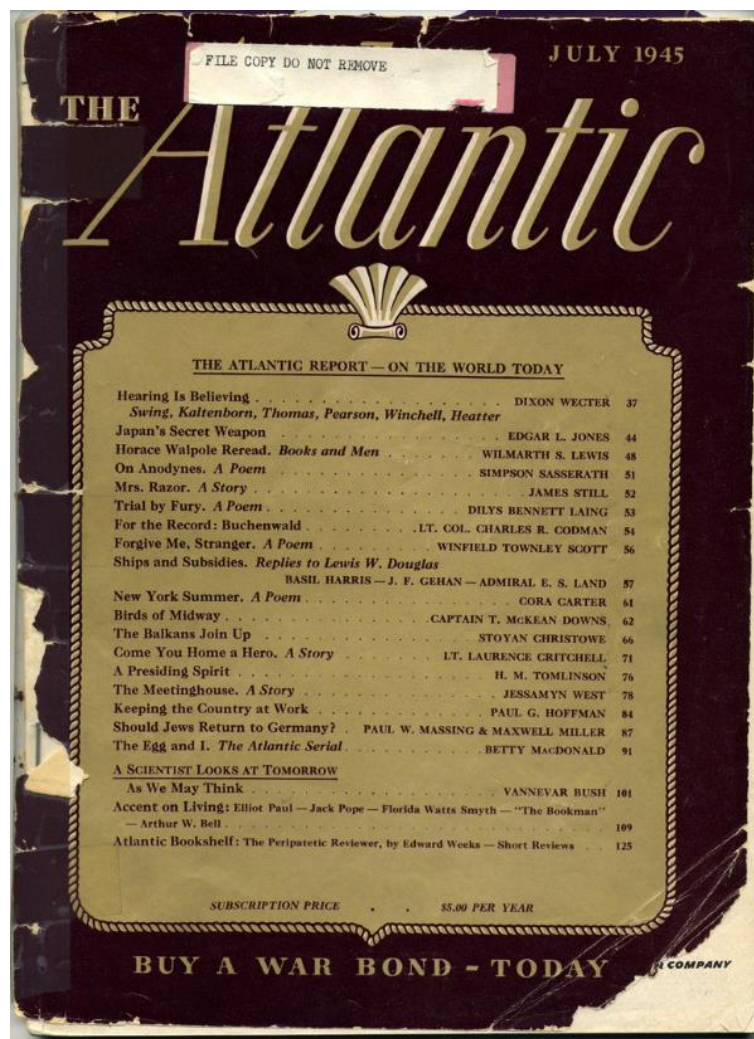 FILE COPY DO NOT REMOVE
JULY 1945
THE
Atlantic
THE ATLANTIC REPORT — ON THE WORLD TODAY
Hearing Is Believing . . . . . . . . . . . . . . . . . . . DIXON WECTER 37
Swing, Kaltenborn, Thomas, Pearson, Winchell, Heatter
Japan's Secret Weapon . . . . . . . . . . . . . . . . . EDGAR L. JONES 44
Horace Walpole Reread. Books and Men . . . . . . . WILMARTH S. LEWIS 48
On Anodynes. A Poem . . . . . . . . . . . . . . . . SIMPSON SASSERATH 51
Mrs. Razor. A Story . . . . . . . . . . . . . . . . . . . . JAMES STILL 52
Trial by Fury. A Poem . . . . . . . . . . . . . . . DILYS BENNETT LAING 53
For the Record: Buchenwald . . . . . . . . LT. COL. CHARLES R. CODMAN 54
Forgive Me, Stranger. A Poem . . . . . . . . WINFIELD TOWNLEY SCOTT 56
Ships and Subsidies. Replies to Lewis W. Douglas
BASIL HARRIS — J. F. GEHAN — ADMIRAL E. S. LAND 57
New York Summer. A Poem . . . . . . . . . . . . . . . . CORA CARTER 61
Birds of Midway . . . . . . . . . . . . . . . CAPTAIN T. McKEAN DOWNS 62
The Balkans Join Up . . . . . . . . . . . . . . . . STOYAN CHRISTOWE 66
Come You Home a Hero. A Story . . . . . . . LT. LAURENCE CRITCHELL 71
A Presiding Spirit . . . . . . . . . . . . . . . . . . H. M. TOMLINSON 76
The Meetinghouse. A Story . . . . . . . . . . . . . . JESSAMYN WEST 78
Keeping the Country at Work . . . . . . . . . . . . PAUL G. HOFFMAN 84
Should Jews Return to Germany? . PAUL W. MASSING & MAXWELL MILLER 87
The Egg and I. The Atlantic Serial . . . . . . . . . . BETTY MacDONALD 91
A SCIENTIST LOOKS AT TOMORROW
As We May Think . . . . . . . . . . . . . . . . . . . VANNEVAR BUSH 101
Accent on Living: Elliot Paul — Jack Pope — Florida Watts Smyth — "The Bookman"
— Arthur W. Bell . . . . . . . . . . . . . . . . . . . . . . . . . . 109
Atlantic Bookshelf: The Peripatetic Reviewer, by Edward Weeks — Short Reviews . . 125
SUBSCRIPTION PRICE . . $5.00 PER YEAR
BUY A WAR BOND – TODAY
COMPANY